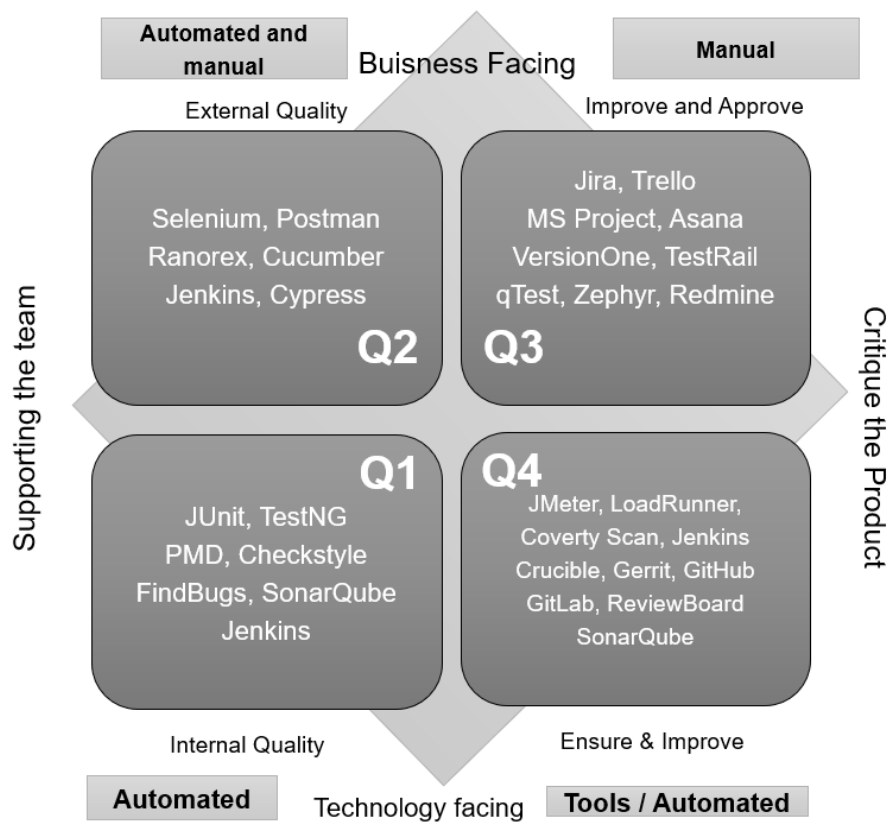 Automated and
manual
Buisness Facing
Manual
External Quality
Improve and Approve
Selenium, Postman
Ranorex, Cucumber
Jenkins, Cypress
Q2
Jira, Trello
MS Project, Asana
VersionOne, TestRail
qTest, Zephyr, Redmine
Q3
Supporting the team
Critique the Product
Q1
JUnit, TestNG
PMD, Checkstyle
FindBugs, SonarQube
Jenkins
Q4
JMeter, LoadRunner,
Coverty Scan, Jenkins
Crucible, Gerrit, GitHub
GitLab, ReviewBoard
SonarQube
Internal Quality
Ensure & Improve
Automated
Technology facing
Tools / Automated